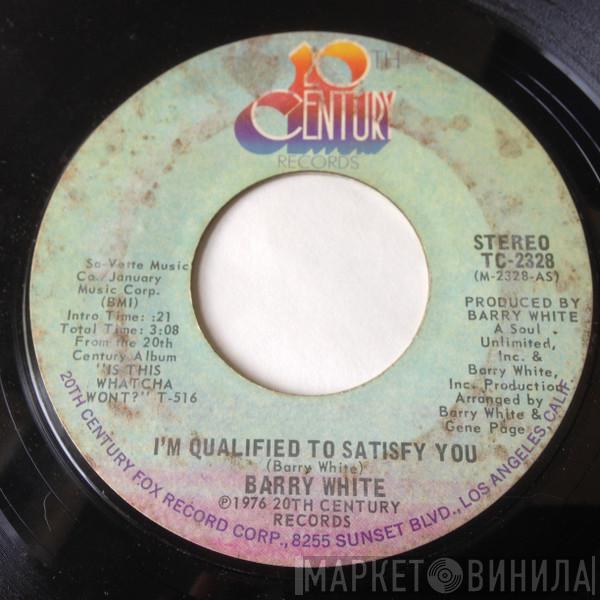 20TH
CENTURY
RECORDS
STEREO
TC-2328
(M-2328-AS)
Sa-Vette Music
Co./January
Music Corp.
(BMI)
Intro Time: :21
Total Time: 3:08
From the 20th
Century Album
"IS THIS
WHATCHA
WONT?" T-516
PRODUCED BY
BARRY WHITE
A Soul
Unlimited,
Inc. &
Barry White,
Inc. Production
Arranged by
Barry White &
Gene Page
I'M QUALIFIED TO SATISFY YOU
(Barry White)
BARRY WHITE
℗1976 20TH CENTURY
RECORDS
20TH CENTURY FOX RECORD CORP., 8255 SUNSET BLVD., LOS ANGELES, CALIF.
МАРКЕТ ВИНИЛА